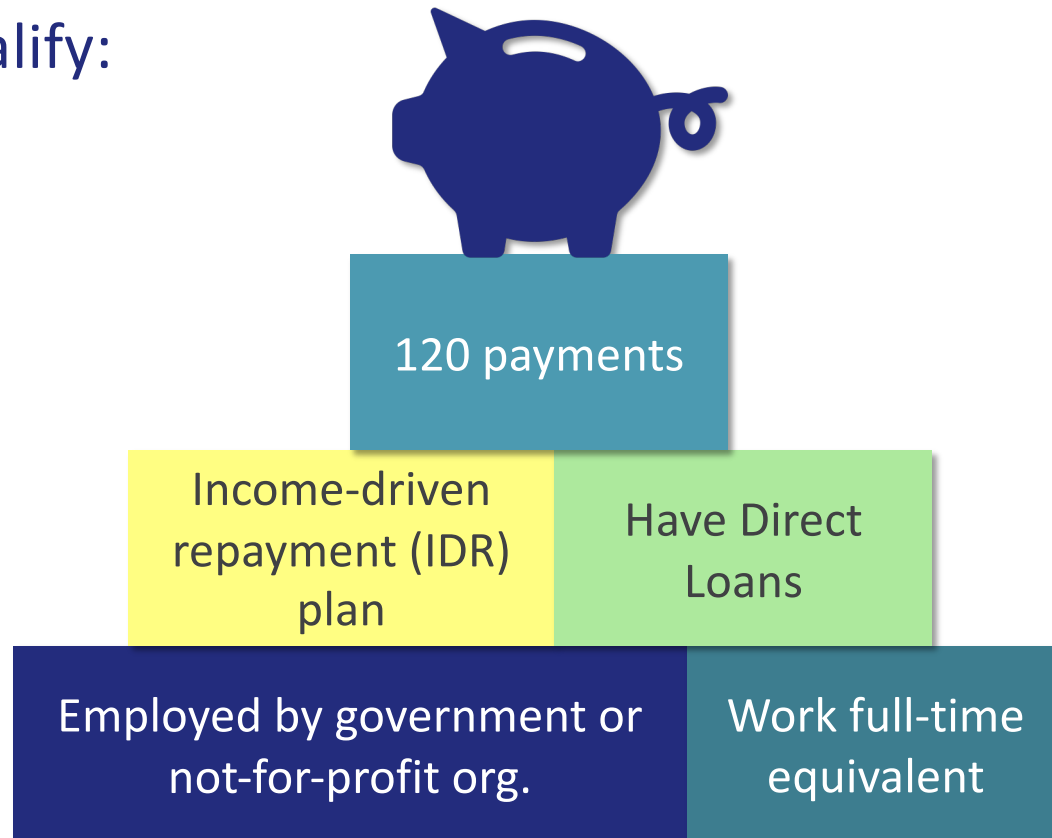 alify:
120 payments
Income-driven
repayment (IDR)
plan
Have Direct
Loans
Employed by government or
not-for-profit org.
Work full-time
equivalent